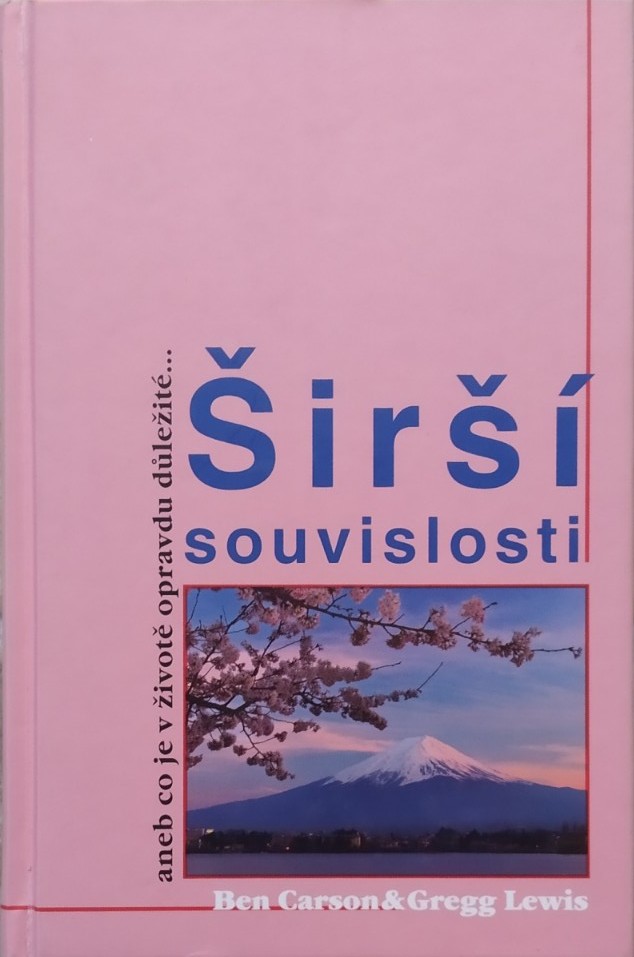 Širší
souvislosti
aneb co je v životě opravdu důležité...
Ben Carson&Gregg Lewis